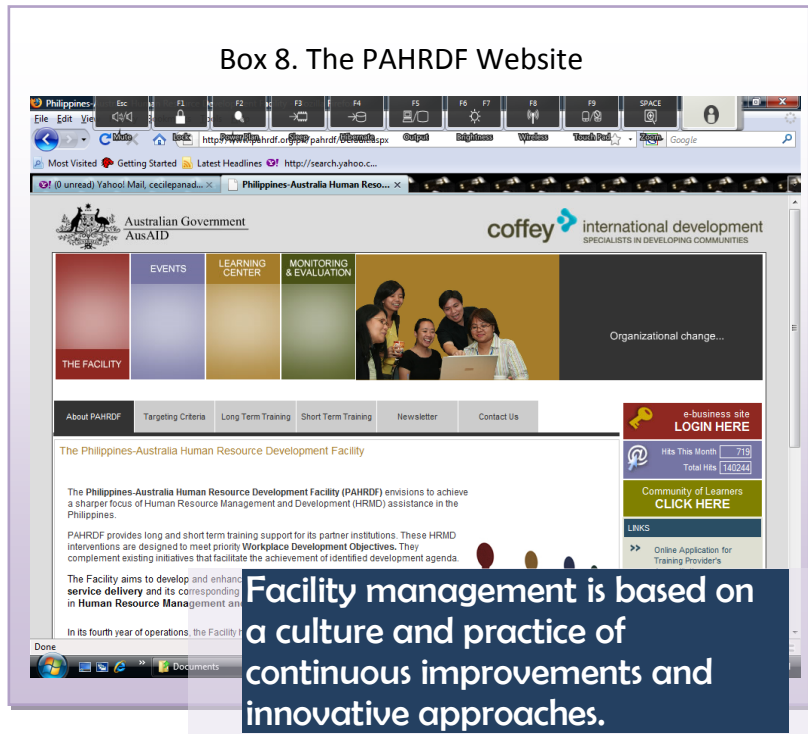 Box 8. The PAHRDF Website
Philippines-
Esc F1 F2 F3 F4 F5 F6 F7 F8 F9 SPACE
File Edit Vie
Mute Lock Power Plan Sleep Hibernate Output Brightness Wireless Touch Pad Zoom
Google
Most Visited Getting Started Latest Headlines http://search.yahoo.c...
(0 unread) Yahoo! Mail, cecilepanad... × Philippines-Australia Human Reso... ×
Australian Government
AusAID
coffey international development
SPECIALISTS IN DEVELOPING COMMUNITIES
EVENTS
LEARNING CENTER
MONITORING & EVALUATION
THE FACILITY
Organizational change...
About PAHRDF Targeting Criteria Long Term Training Short Term Training Newsletter Contact Us
e-business site
LOGIN HERE
The Philippines-Australia Human Resource Development Facility
Hits This Month 719
Total Hits 140244
The Philippines-Australia Human Resource Development Facility (PAHRDF) envisions to achieve
a sharper focus of Human Resource Management and Development (HRMD) assistance in the
Philippines.
Community of Learners
CLICK HERE
PAHRDF provides long and short term training support for its partner institutions. These HRMD
interventions are designed to meet priority Workplace Development Objectives. They
complement existing initiatives that facilitate the achievement of identified development agenda.
LINKS
>> Online Application for
Training Provider's
The Facility aims to develop and enhanc
service delivery and its corresponding
in Human Resource Management an
In its fourth year of operations, the Facility h
Done
Documents
Facility management is based on
a culture and practice of
continuous improvements and
innovative approaches.